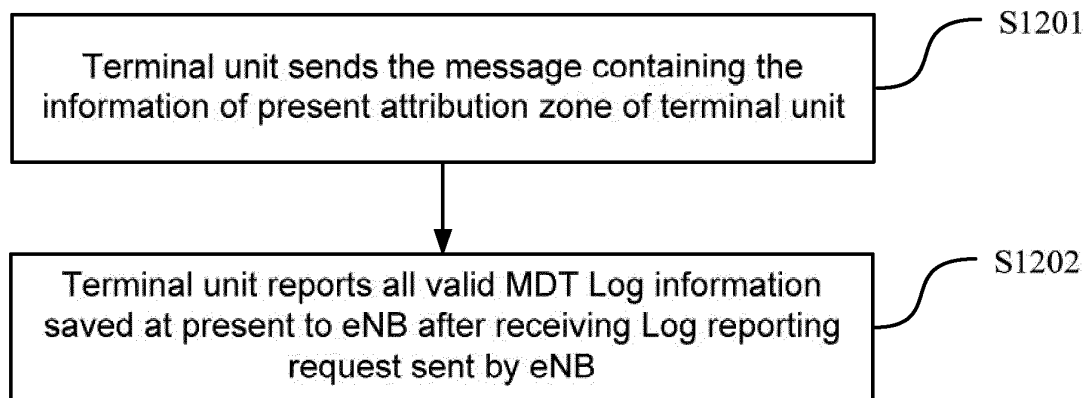 S1201
Terminal unit sends the message containing the
information of present attribution zone of terminal unit
S1202
Terminal unit reports all valid MDT Log information
saved at present to eNB after receiving Log reporting
request sent by eNB